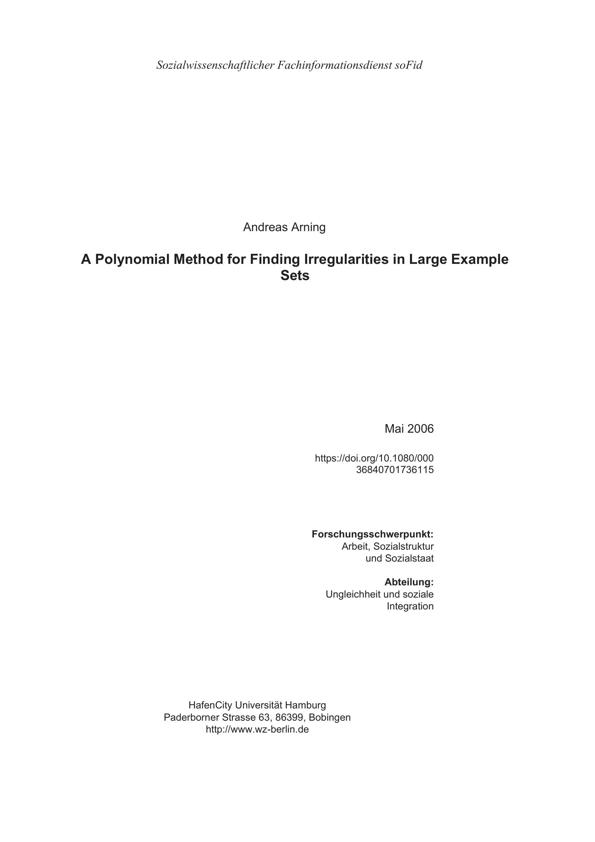 Sozialwissenschaftlicher Fachinformationsdienst soFid
Andreas Arning
A Polynomial Method for Finding Irregularities in Large Example
Sets
Mai 2006
https://doi.org/10.1080/000
36840701736115
Forschungsschwerpunkt:
Arbeit, Sozialstruktur
und Sozialstaat
Abteilung:
Ungleichheit und soziale
Integration
HafenCity Universität Hamburg
Paderborner Strasse 63, 86399, Bobingen
http://www.wz-berlin.de